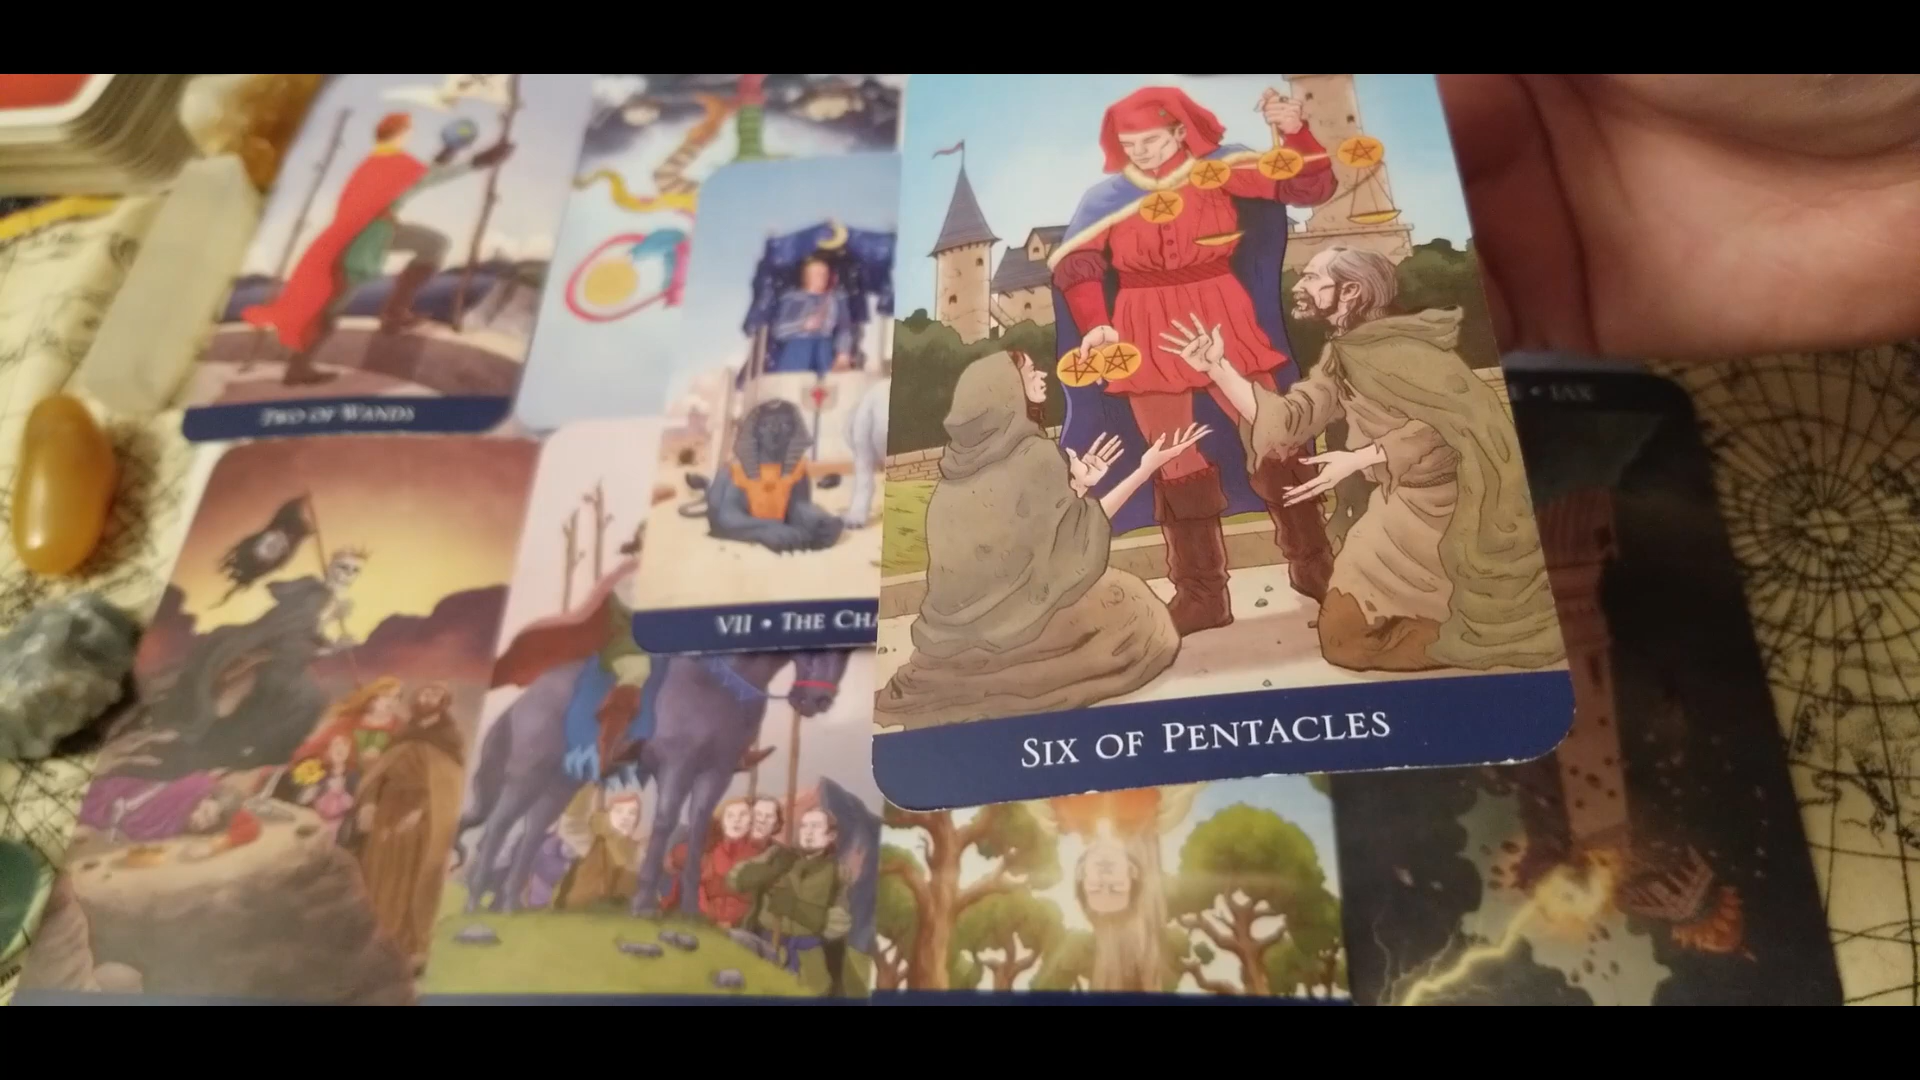 Two of Wands
VII • The Cha
Six of Pentacles